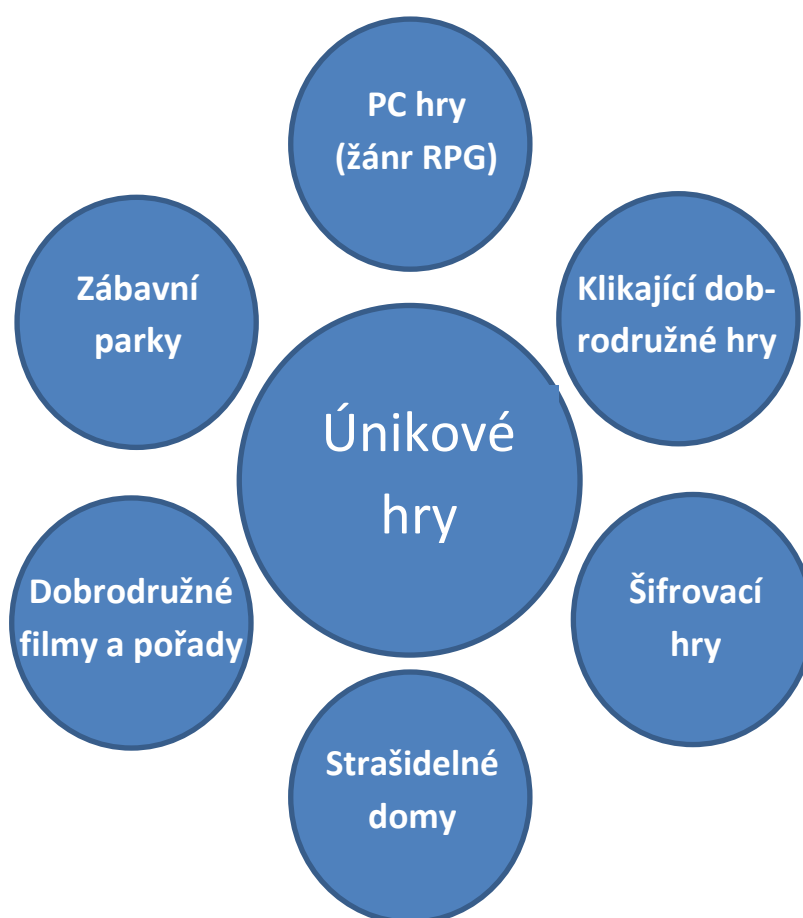 PC hry
(žánr RPG)
Zábavní
parky
Klikající dob-
rodružné hry
Únikové
hry
Dobrodružné
filmy a pořady
Šifrovací
hry
Strašidelné
domy